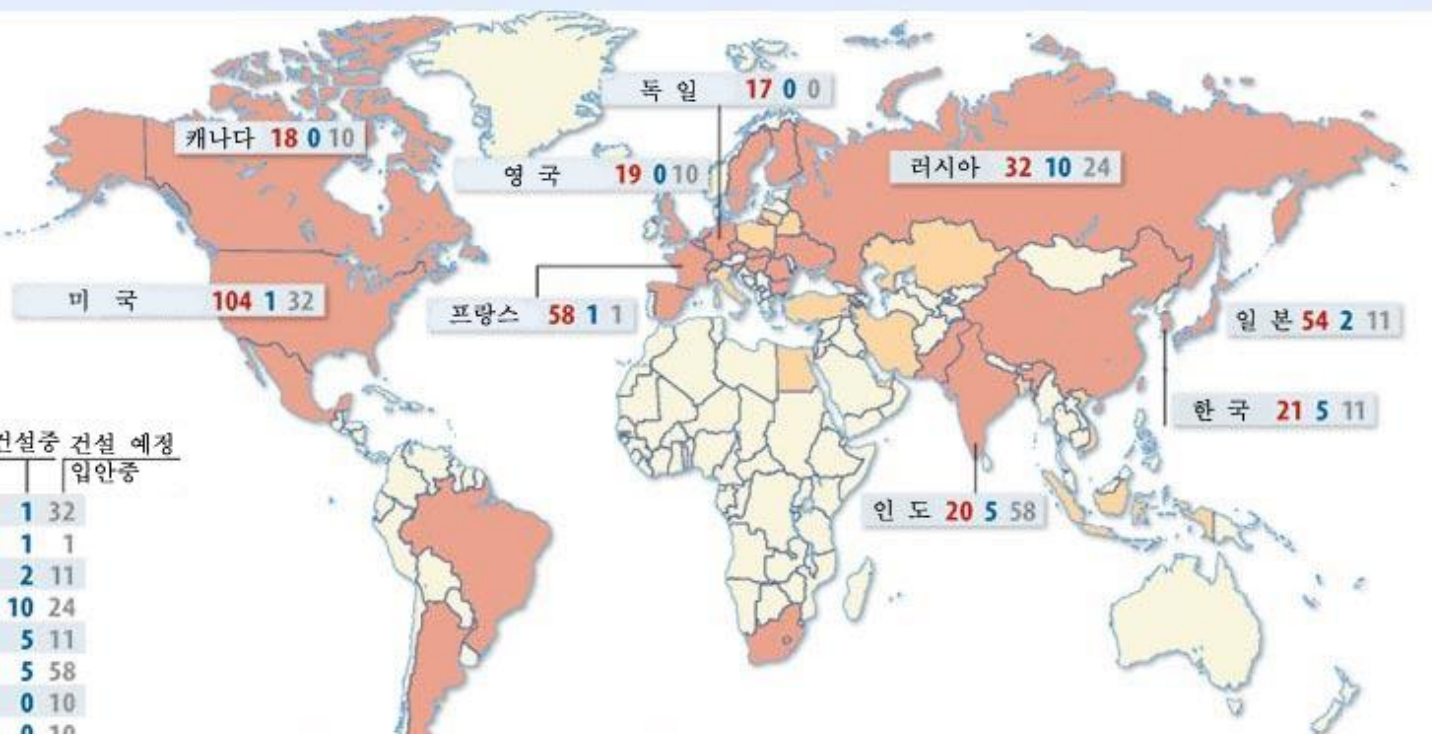 독 일 17 0 0
캐나다 18 0 10
영 국 19 0 10
러시아 32 10 24
미 국 104 1 32
프랑스 58 1 1
일 본 54 2 11
한 국 21 5 11
인 도 20 5 58
건설중 건설 예정
입안중
1 32
1 1
2 11
10 24
5 11
5 58
0 10
0 10